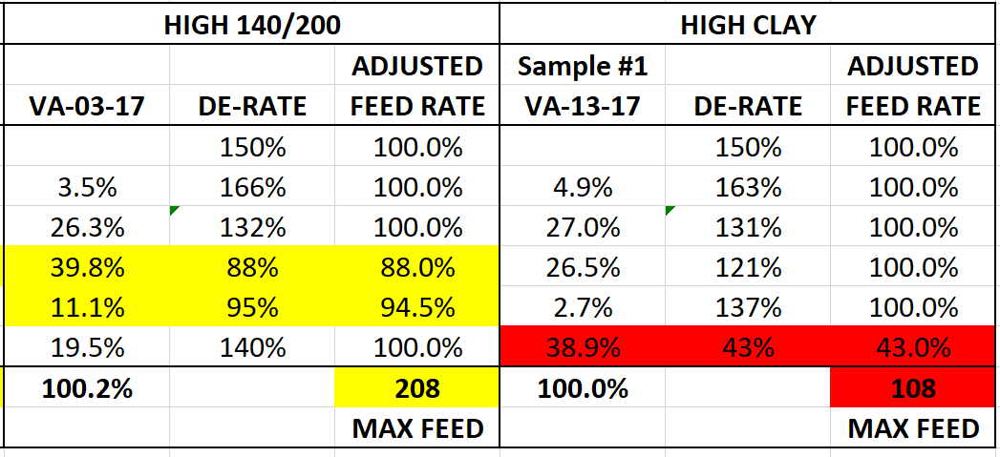 HIGH 140/200 HIGH CLAY
ADJUSTED Sample #1 ADJUSTED
VA-03-17 DE-RATE FEED RATE VA-13-17 DE-RATE FEED RATE
150% 100.0% 150% 100.0%
3.5% 166% 100.0% 4.9% 163% 100.0%
26.3% 132% 100.0% 27.0% 131% 100.0%
39.8% 88% 88.0% 26.5% 121% 100.0%
11.1% 95% 94.5% 2.7% 137% 100.0%
19.5% 140% 100.0% 38.9% 43% 43.0%
100.2% 208 100.0% 108
MAX FEED MAX FEED